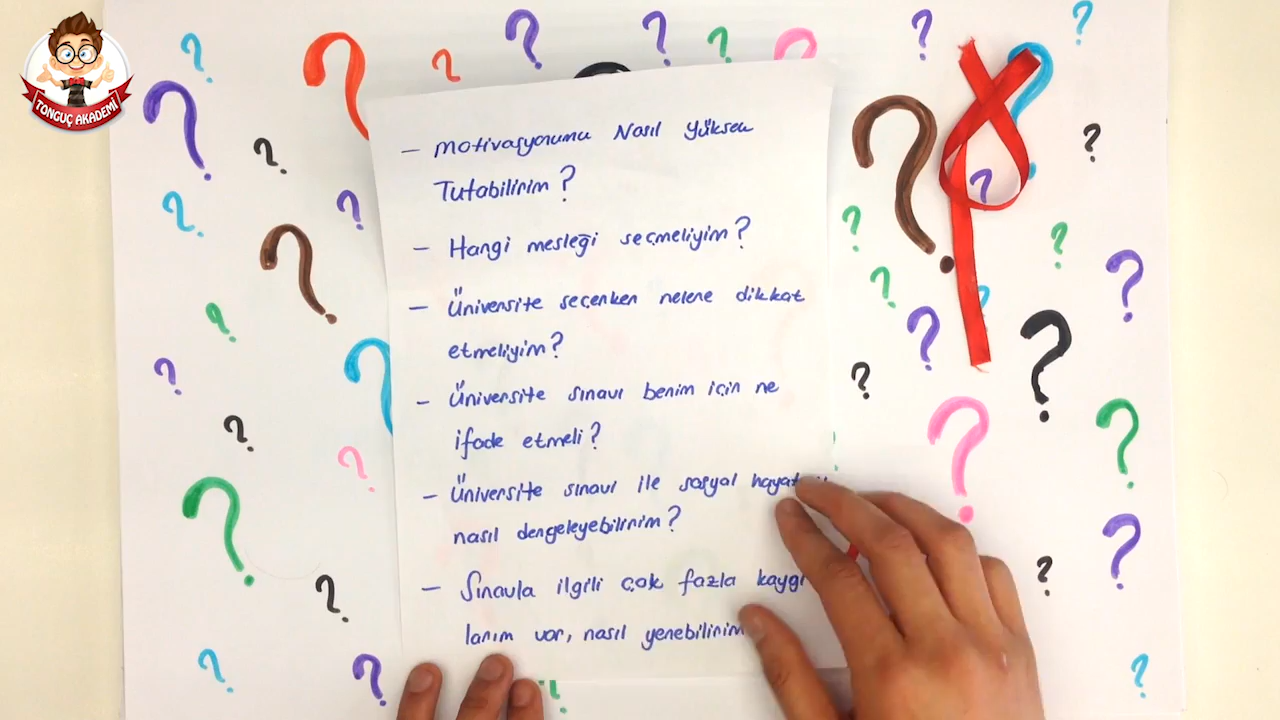 TONGUÇ AKADEMİ
– Motivasyonumu Nasıl Yüksek
Tutabilirim?
– Hangi mesleği seçmeliyim?
– Üniversite seçerken nelere dikkat
etmeliyim?
– Üniversite sınavı benim için ne
ifade etmeli?
– Üniversite sınavı ile sosyal
nasıl dengeleyebilirim?
– Sınavla ilgili çok fazla kaygı
larım var, nasıl yenebilirim